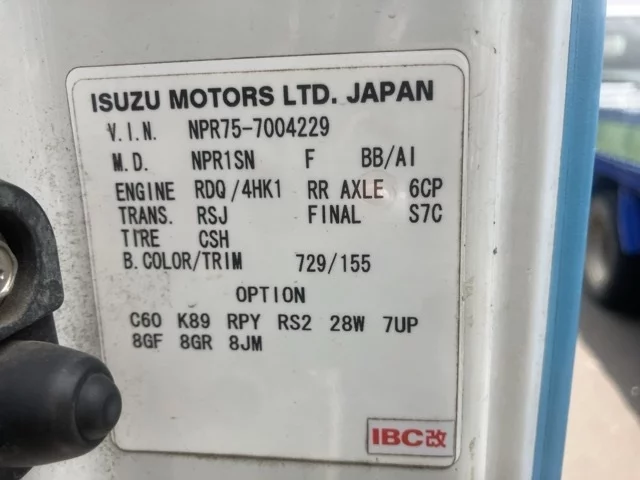 ISUZU MOTORS LTD. JAPAN
V.I.N. NPR75-7004229
M.D. NPR1SN F BB/AI
ENGINE RDQ/4HK1 RR AXLE 6CP
TRANS. RSJ FINAL S7C
TIRE CSH
B.COLOR/TRIM 729/155
OPTION
C60 K89 RPY RS2 28W 7UP
8GF 8GR 8JM
IBC改